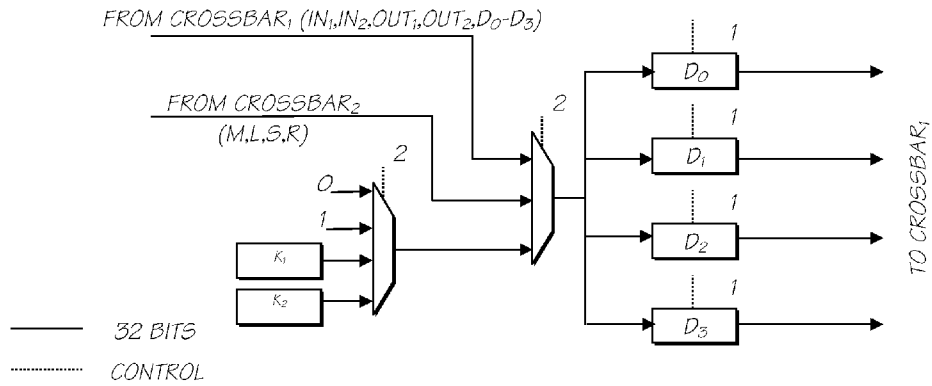 FROM CROSSBAR₁ (IN₁,IN₂,OUT₁,OUT₂,D₀-D₃)
FROM CROSSBAR₂
(M,L,S,R)
2
2
0
1
K₁
K₂
1
D₀
1
D₁
1
D₂
1
D₃
TO CROSSBAR₁
32 BITS
CONTROL